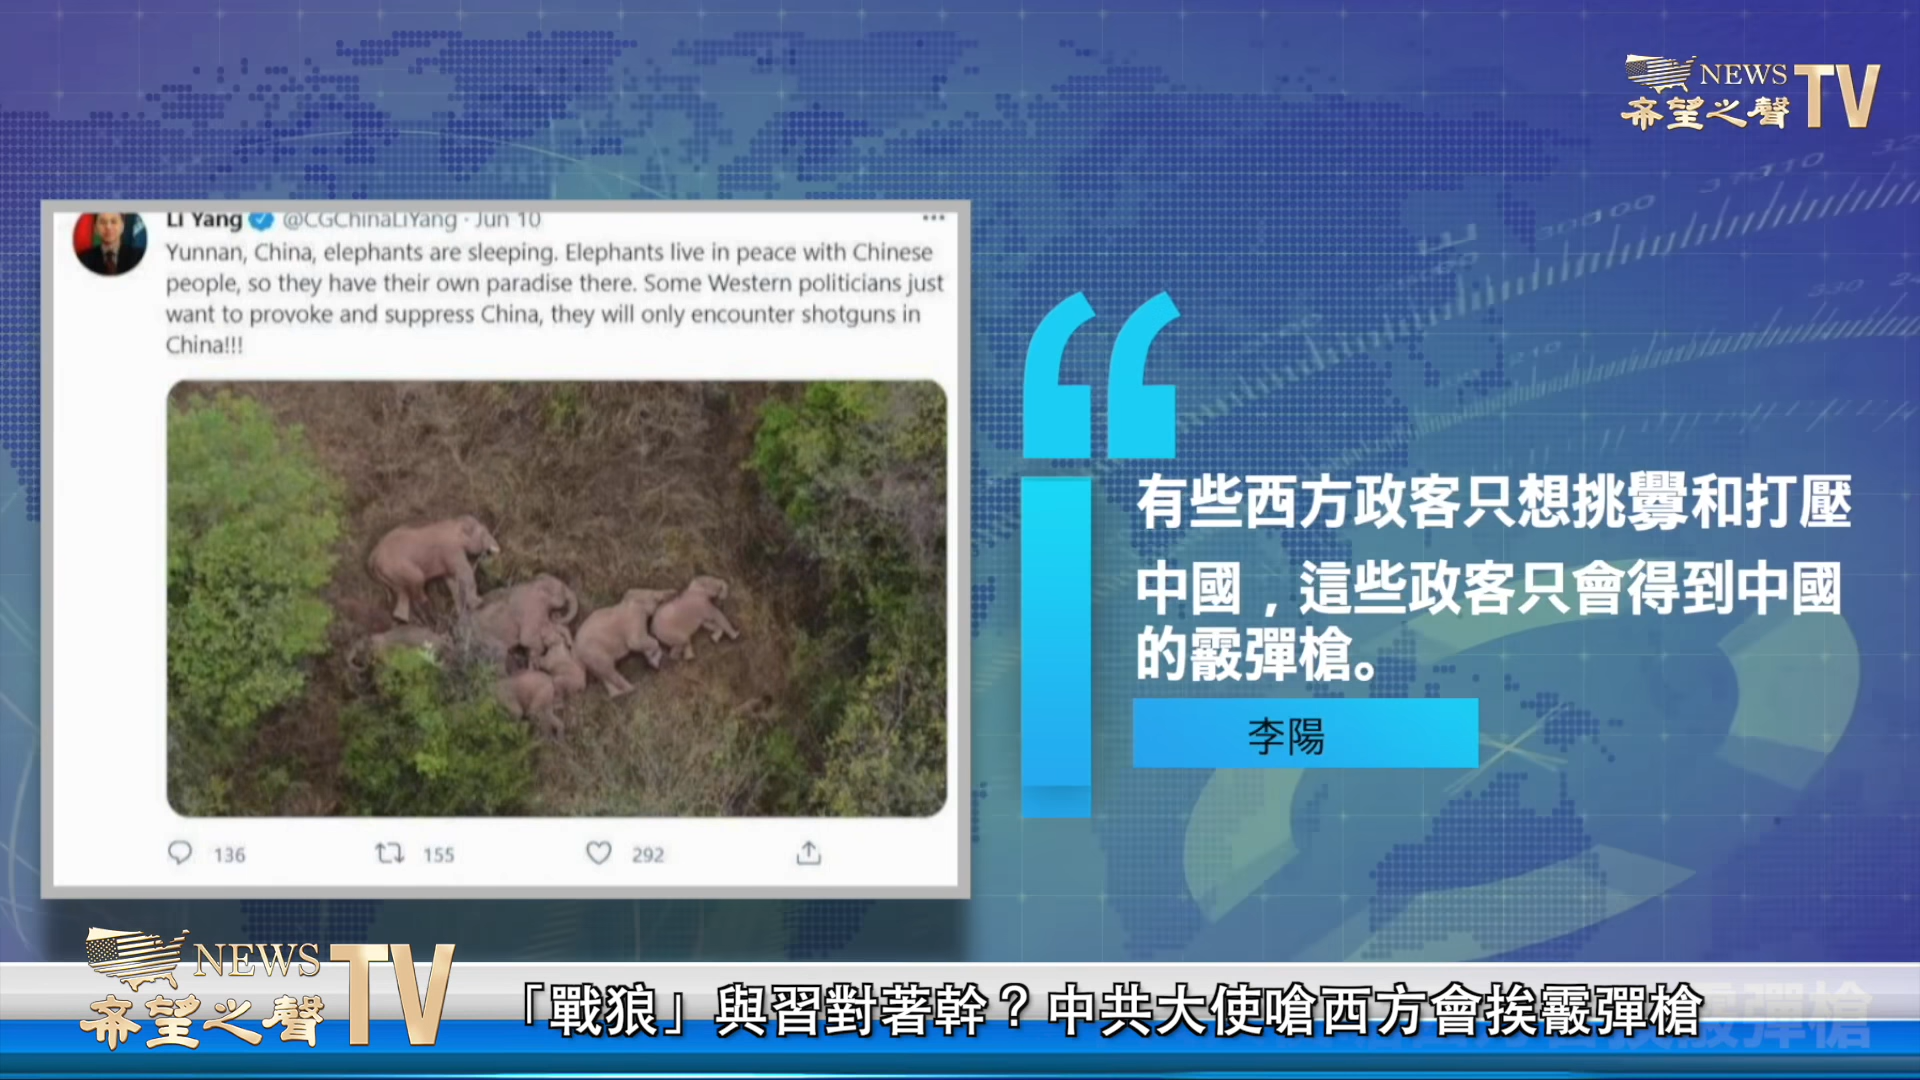 NEWS
希望之聲 TV
Li Yang @CGChinaLiYang · Jun 10
Yunnan, China, elephants are sleeping. Elephants live in peace with Chinese
people, so they have their own paradise there. Some Western politicians just
want to provoke and suppress China, they will only encounter shotguns in
China!!!
136 155 292
有些西方政客只想挑釁和打壓
中國，這些政客只會得到中國
的霰彈槍。
李陽
NEWS
希望之聲 TV
「戰狼」與習對著幹？中共大使嗆西方會挨霰彈槍